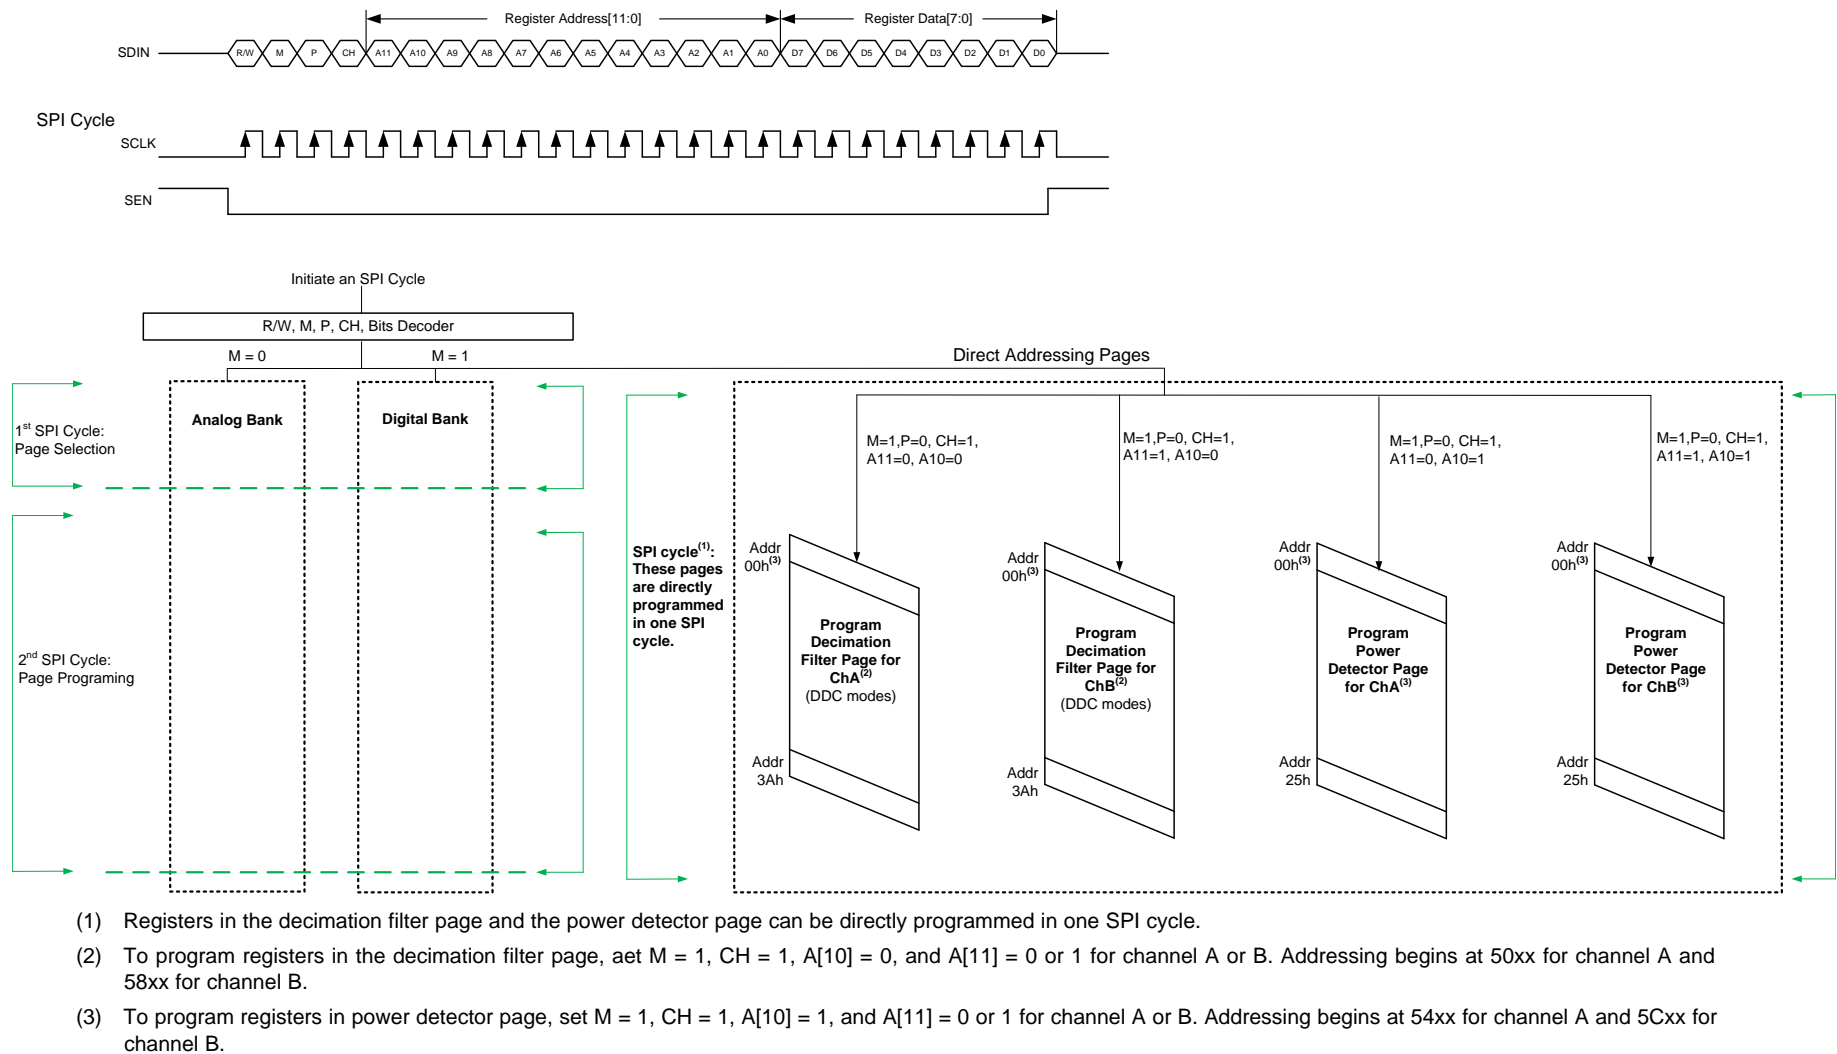 Register Address[11:0]
Register Data[7:0]
SDIN
R/W M P CH A11 A10 A9 A8 A7 A6 A5 A4 A3 A2 A1 A0 D7 D6 D5 D4 D3 D2 D1 D0
SPI Cycle
SCLK
SEN
Initiate an SPI Cycle
R/W, M, P, CH, Bits Decoder
M = 0
M = 1
Direct Addressing Pages
Analog Bank
Digital Bank
1st SPI Cycle:
Page Selection
2nd SPI Cycle:
Page Programing
SPI cycle(1):
These pages
are directly
programmed
in one SPI
cycle.
M=1,P=0, CH=1,
A11=0, A10=0
M=1,P=0, CH=1,
A11=1, A10=0
M=1,P=0, CH=1,
A11=0, A10=1
M=1,P=0, CH=1,
A11=1, A10=1
Addr
00h(3)
Program
Decimation
Filter Page for
ChA(2)
(DDC modes)
Addr
3Ah
Addr
00h(3)
Program
Decimation
Filter Page for
ChB(2)
(DDC modes)
Addr
3Ah
Addr
00h(3)
Program
Power
Detector Page
for ChA(3)
Addr
25h
Addr
00h(3)
Program
Power
Detector Page
for ChB(3)
Addr
25h
(1) Registers in the decimation filter page and the power detector page can be directly programmed in one SPI cycle.
(2) To program registers in the decimation filter page, aet M = 1, CH = 1, A[10] = 0, and A[11] = 0 or 1 for channel A or B. Addressing begins at 50xx for channel A and
58xx for channel B.
(3) To program registers in power detector page, set M = 1, CH = 1, A[10] = 1, and A[11] = 0 or 1 for channel A or B. Addressing begins at 54xx for channel A and 5Cxx for
channel B.